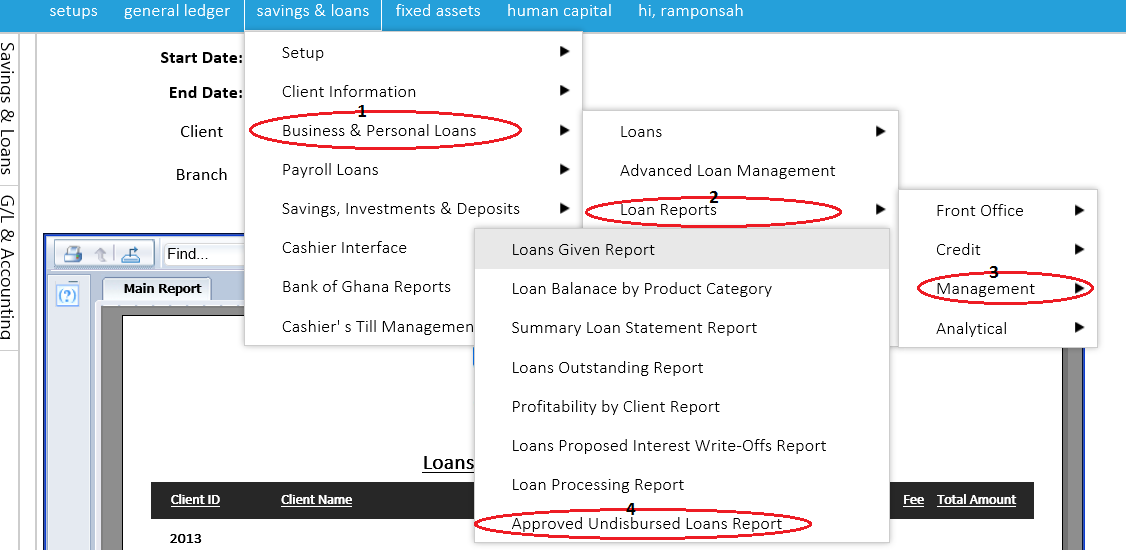 setups general ledger savings & loans fixed assets human capital hi, ramponsah
Savings & Loans
G/L & Accounting
Start Date:
End Date:
Client
Branch
Setup
Client Information
1
Business & Personal Loans
Payroll Loans
Savings, Investments & Deposits
Cashier Interface
Bank of Ghana Reports
Cashier' s Till Management
Loans
Advanced Loan Management
2
Loan Reports
Front Office
Credit
3
Management
Analytical
Loans Given Report
Loan Balanace by Product Category
Summary Loan Statement Report
Loans Outstanding Report
Profitability by Client Report
Loans Proposed Interest Write-Offs Report
Loan Processing Report
4
Approved Undisbursed Loans Report
Find...
(?)
Main Report
Loans
Client ID Client Name Fee Total Amount
2013